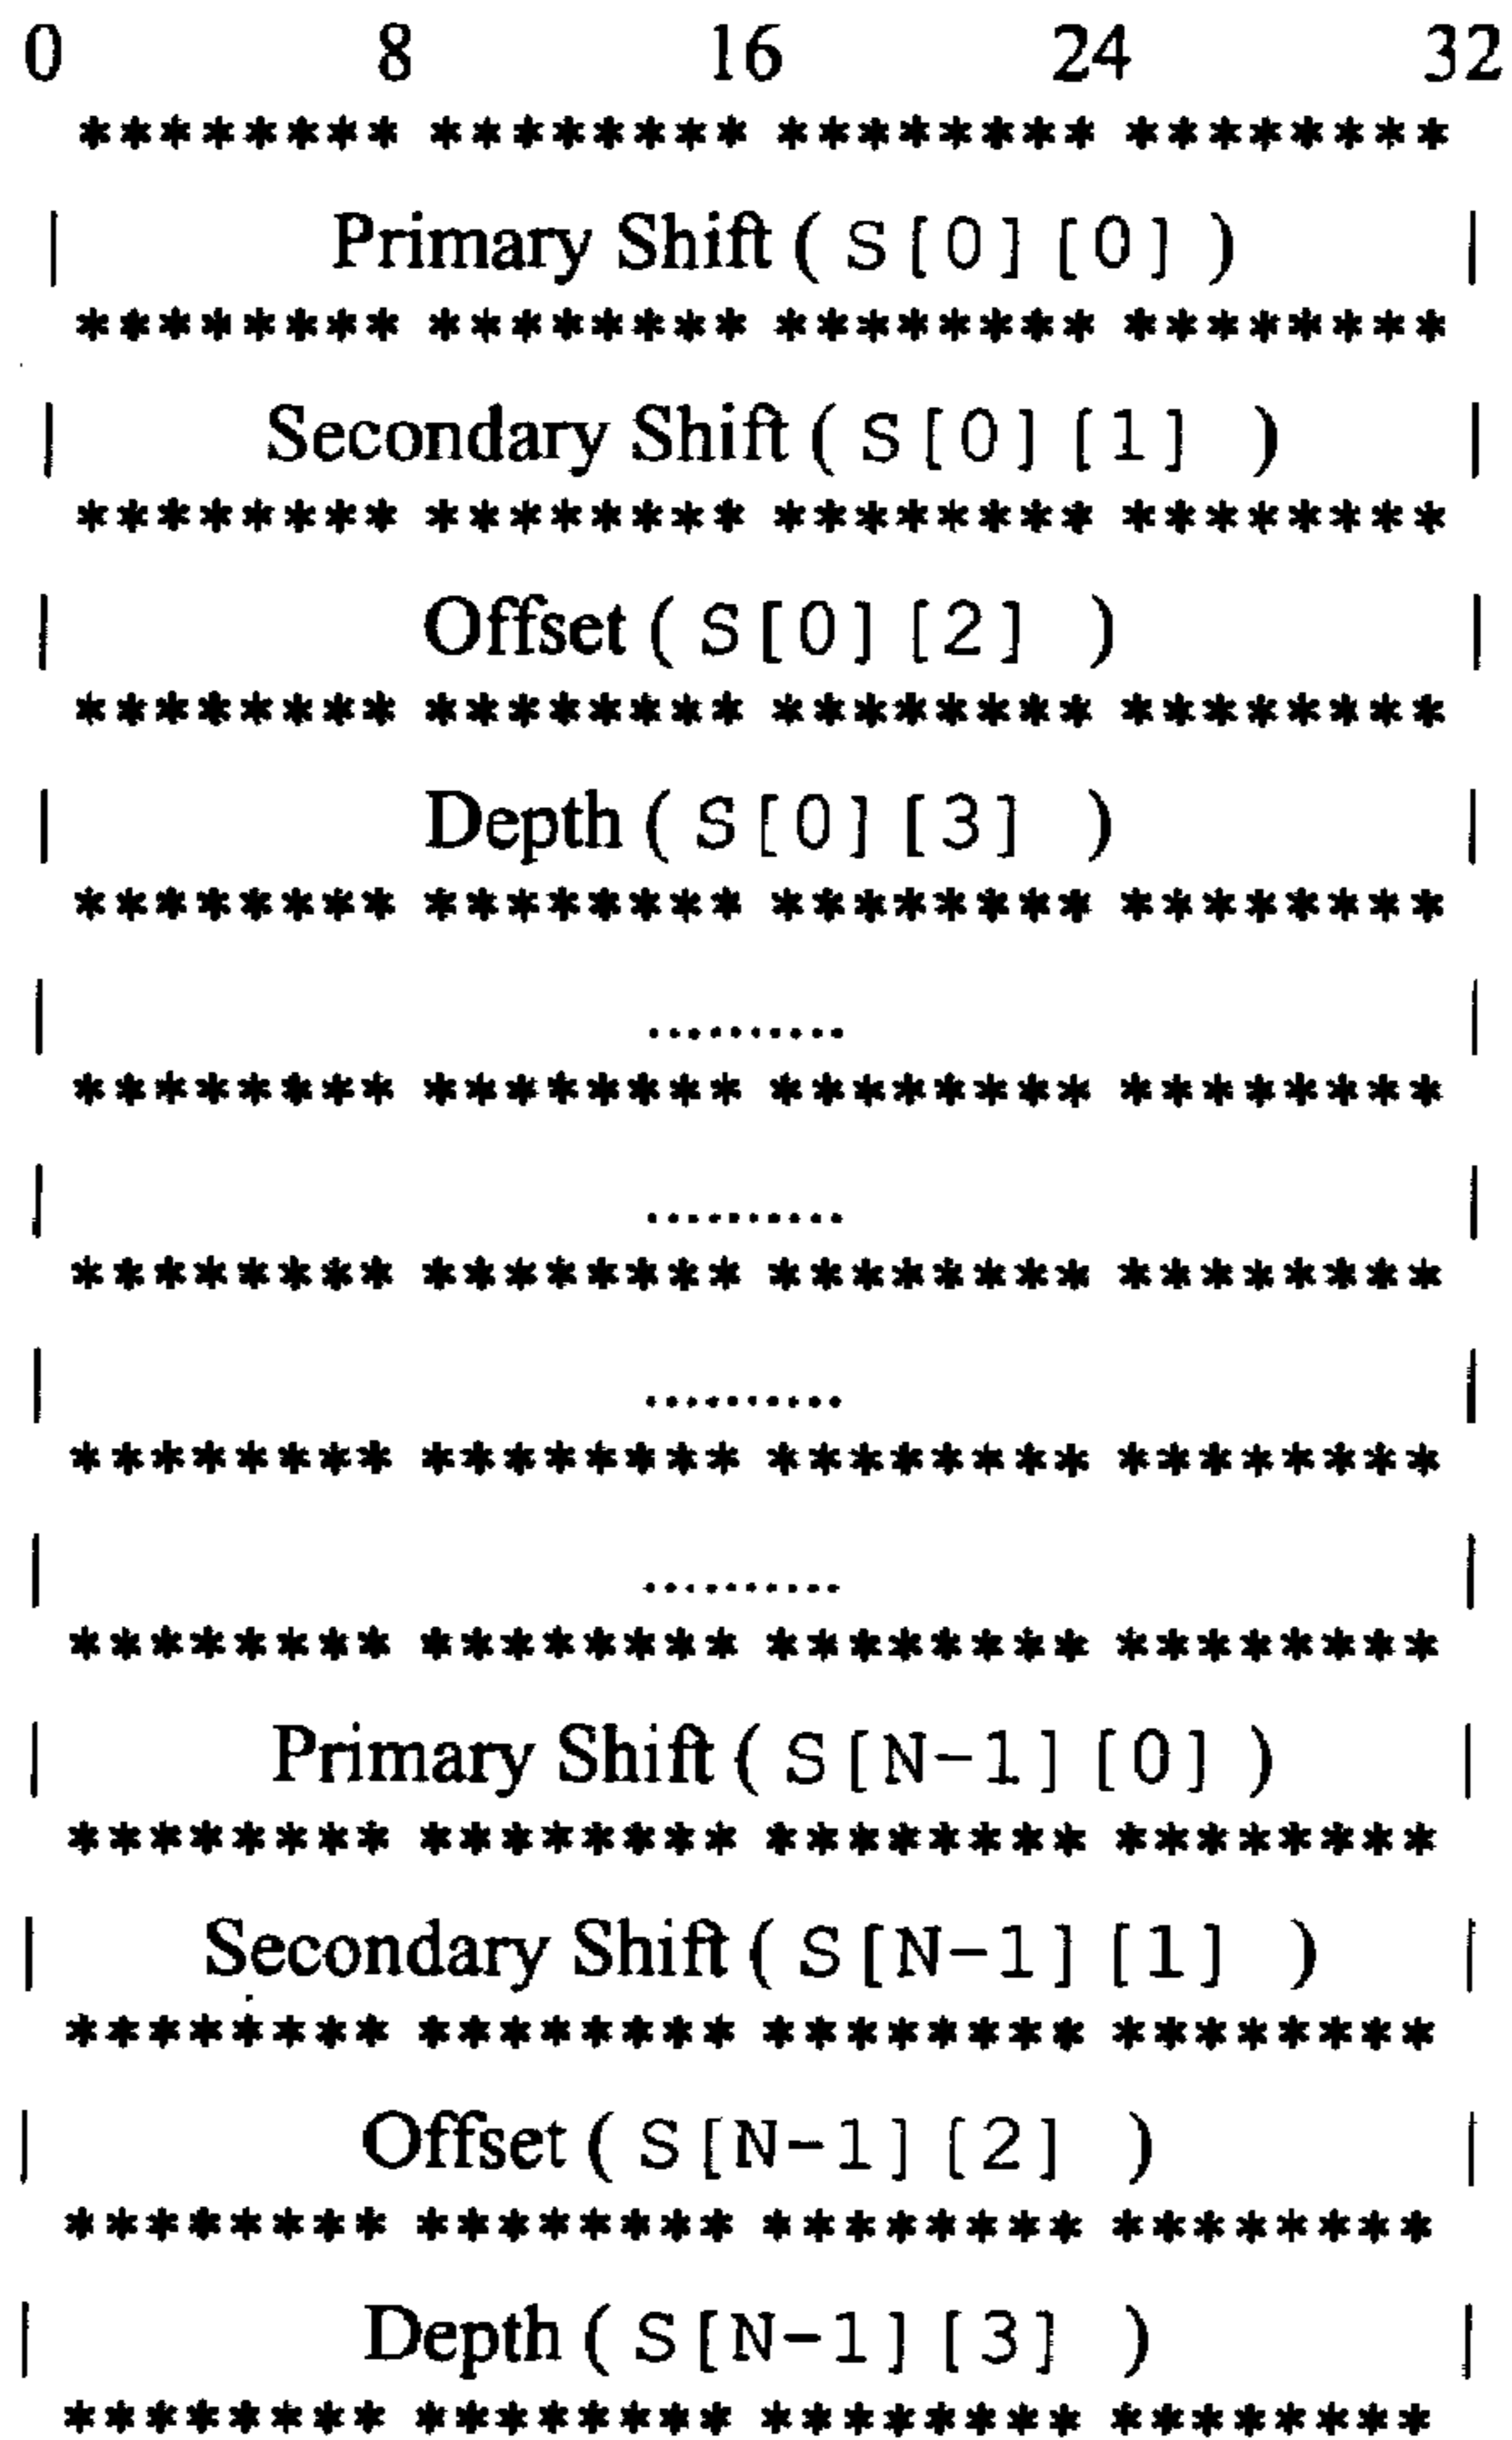 0 8 16 24 32
******** ******** ******** ********
| Primary Shift ( S[0][0] ) |
******** ******** ******** ********
| Secondary Shift ( S[0][1] ) |
******** ******** ******** ********
| Offset ( S[0][2] ) |
******** ******** ******** ********
| Depth ( S[0][3] ) |
******** ******** ******** ********
| .......... |
******** ******** ******** ********
| .......... |
******** ******** ******** ********
| .......... |
******** ******** ******** ********
| .......... |
******** ******** ******** ********
| Primary Shift ( S[N-1][0] ) |
******** ******** ******** ********
| Secondary Shift ( S[N-1][1] ) |
******** ******** ******** ********
| Offset ( S[N-1][2] ) |
******** ******** ******** ********
| Depth ( S[N-1][3] ) |
******** ******** ******** ********